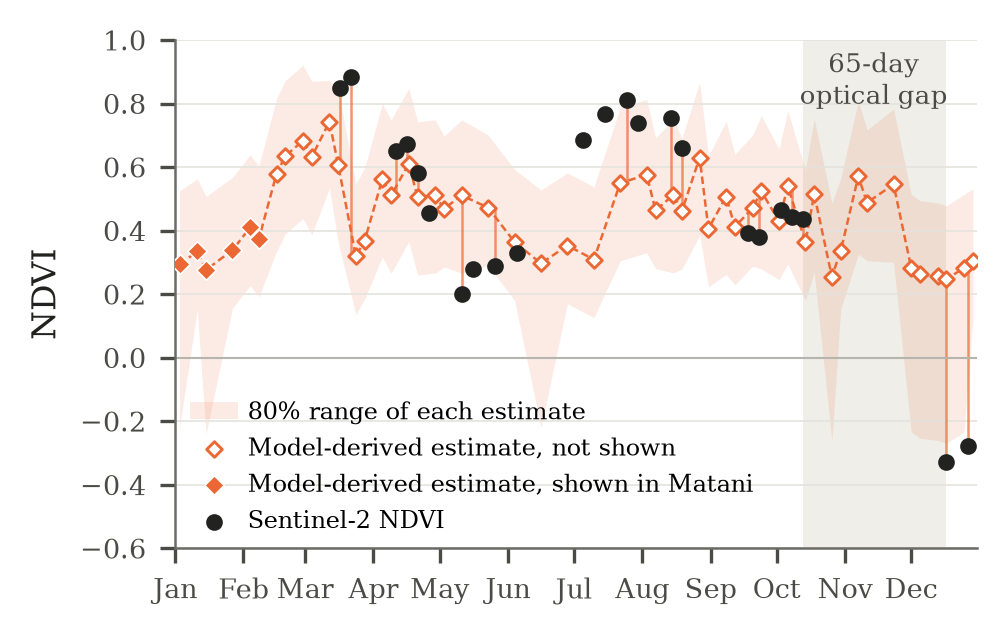 1.0
0.8
0.6
0.4
0.2
0.0
−0.2
−0.4
−0.6
NDVI
65-day
optical gap
80% range of each estimate
Model-derived estimate, not shown
Model-derived estimate, shown in Matani
Sentinel-2 NDVI
Jan Feb Mar Apr May Jun Jul Aug Sep Oct Nov Dec